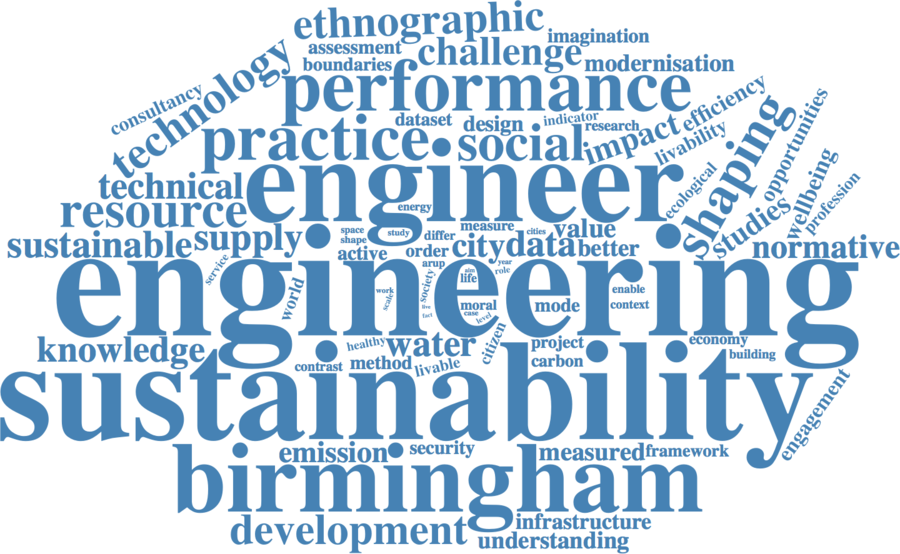 ethnographic
imagination
assessment
challenge
boundaries
modernisation
technology
consultancy
performance
efficiency
opportunities
dataset
design
indicator
research
practice
social
impact
livability
shaping
wellbeing
technical
engineer
ecological
profession
resource
energy
studies
sustainable
supply
space
shape
study
differ
measure
cities
value
normative
active
order
city
data
better
arup
service
engineering
world
society
aim
life
year
role
work
scale
live
fact
moral
case
level
mode
enable
context
knowledge
healthy
water
citizen
project
economy
building
contrast
method
livable
carbon
sustainability
engagement
emission
security
measured
framework
birmingham
development
infrastructure
understanding